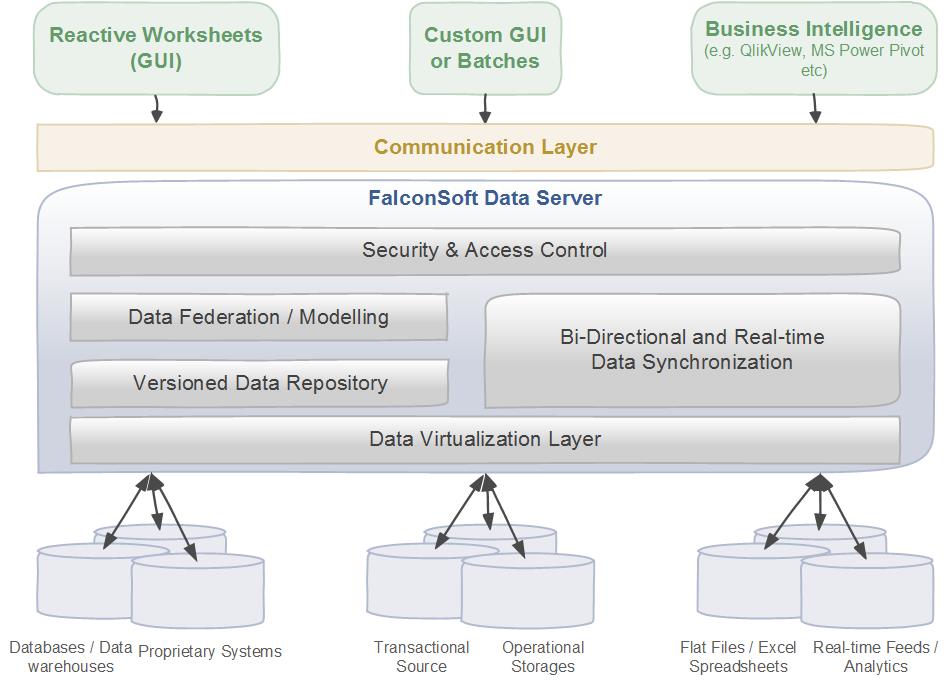 Reactive Worksheets
(GUI)
Custom GUI
or Batches
Business Intelligence
(e.g. QlikView, MS Power Pivot
etc)
Communication Layer
FalconSoft Data Server
Security & Access Control
Data Federation / Modelling
Bi-Directional and Real-time
Data Synchronization
Versioned Data Repository
Data Virtualization Layer
Databases / Data
warehouses
Proprietary Systems
Transactional
Source
Operational
Storages
Flat Files / Excel
Spreadsheets
Real-time Feeds /
Analytics